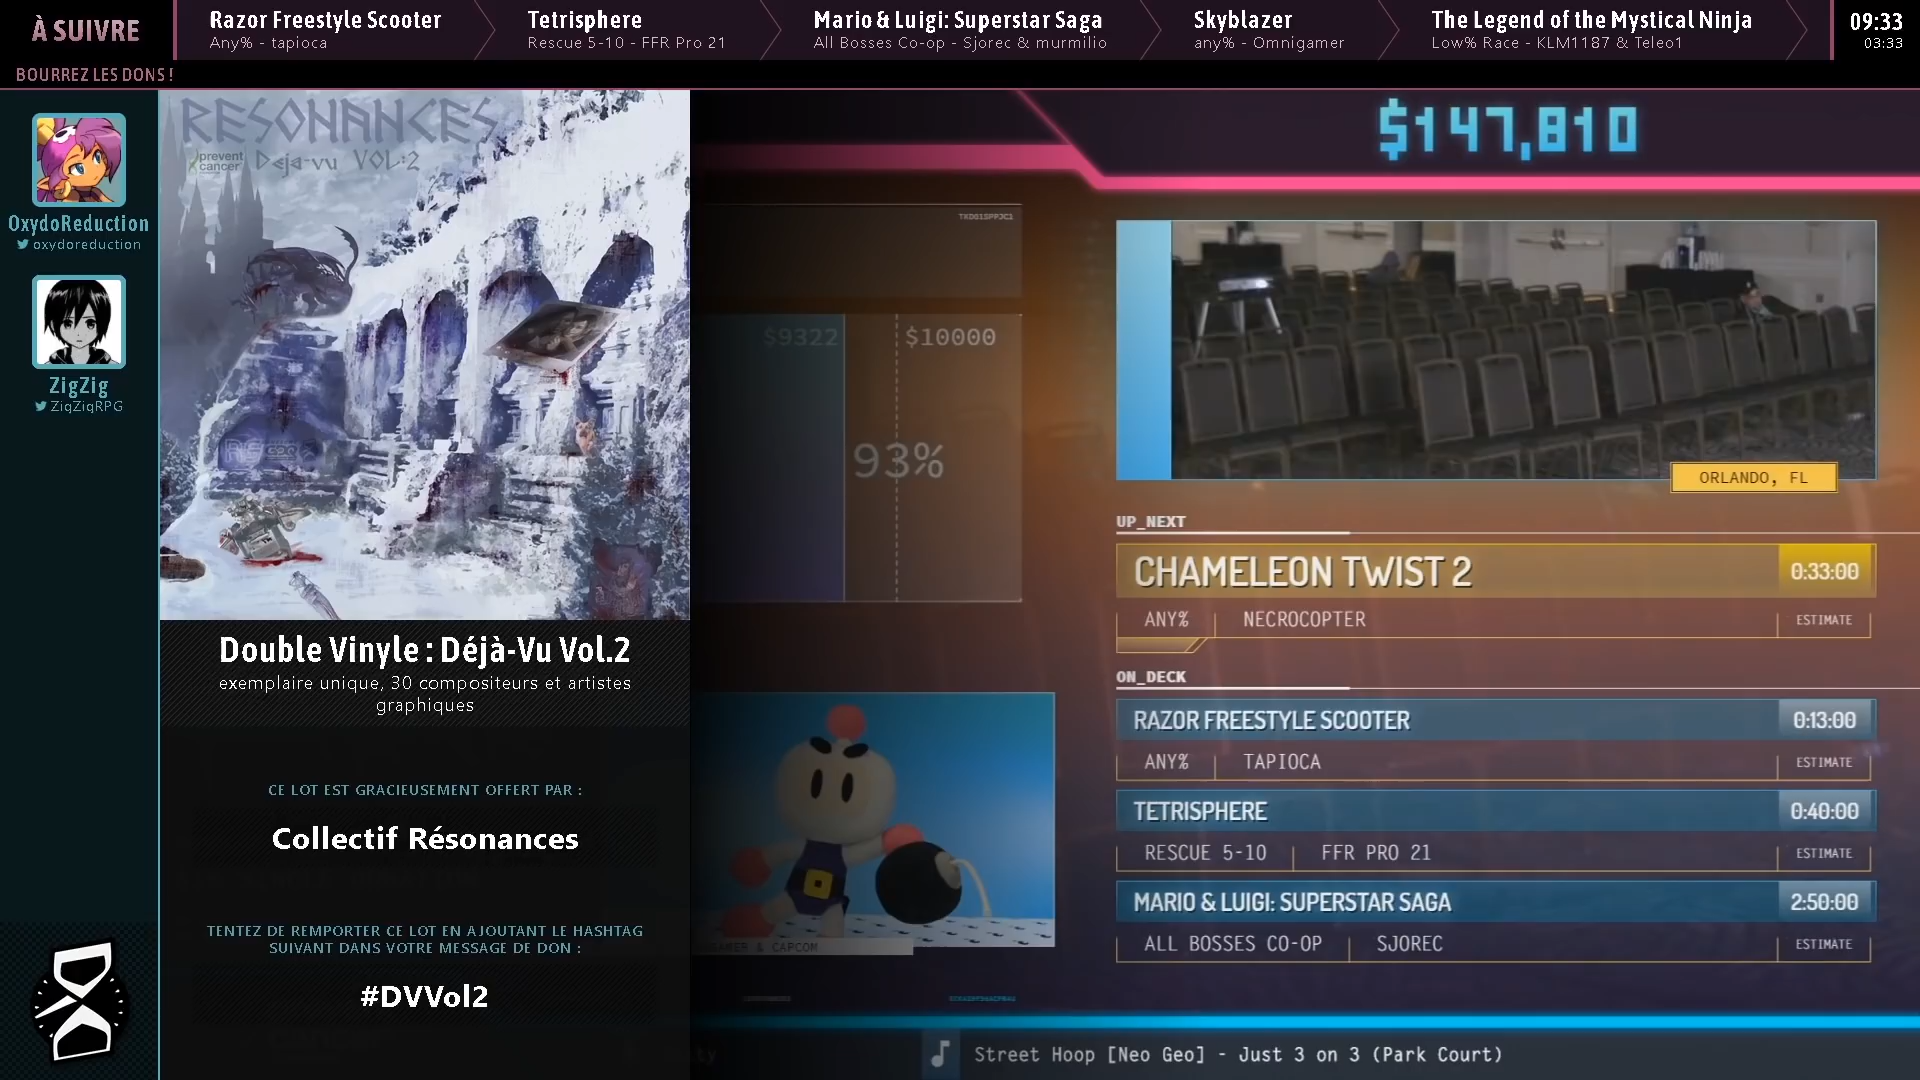 À SUIVRE
Razor Freestyle Scooter
Any% - tapioca
Tetrisphere
Rescue 5-10 - FFR Pro 21
Mario & Luigi: Superstar Saga
All Bosses Co-op - Sjorec & murmilio
Skyblazer
any% - Omnigamer
The Legend of the Mystical Ninja
Low% Race - KLM1187 & Teleo1
09:33
03:33
BOURREZ LES DONS !
OxydoReduction
oxydoreduction
ZigZig
ZigZigRPG
RESONANCES
prevent cancer
Deja-vu VOL:2
Double Vinyle : Déjà-Vu Vol.2
exemplaire unique, 30 compositeurs et artistes
graphiques
CE LOT EST GRACIEUSEMENT OFFERT PAR :
Collectif Résonances
TENTEZ DE REMPORTER CE LOT EN AJOUTANT LE HASHTAG
SUIVANT DANS VOTRE MESSAGE DE DON :
#DVVol2
$147,810
$9322
$10000
93%
& CAPCOM
ORLANDO, FL
UP_NEXT
CHAMELEON TWIST 2
0:33:00
ANY%
NECROCOPTER
ESTIMATE
ON_DECK
RAZOR FREESTYLE SCOOTER
0:13:00
ANY%
TAPIOCA
ESTIMATE
TETRISPHERE
0:40:00
RESCUE 5-10
FFR PRO 21
ESTIMATE
MARIO & LUIGI: SUPERSTAR SAGA
2:50:00
ALL BOSSES CO-OP
SJOREC
ESTIMATE
Street Hoop [Neo Geo] - Just 3 on 3 (Park Court)